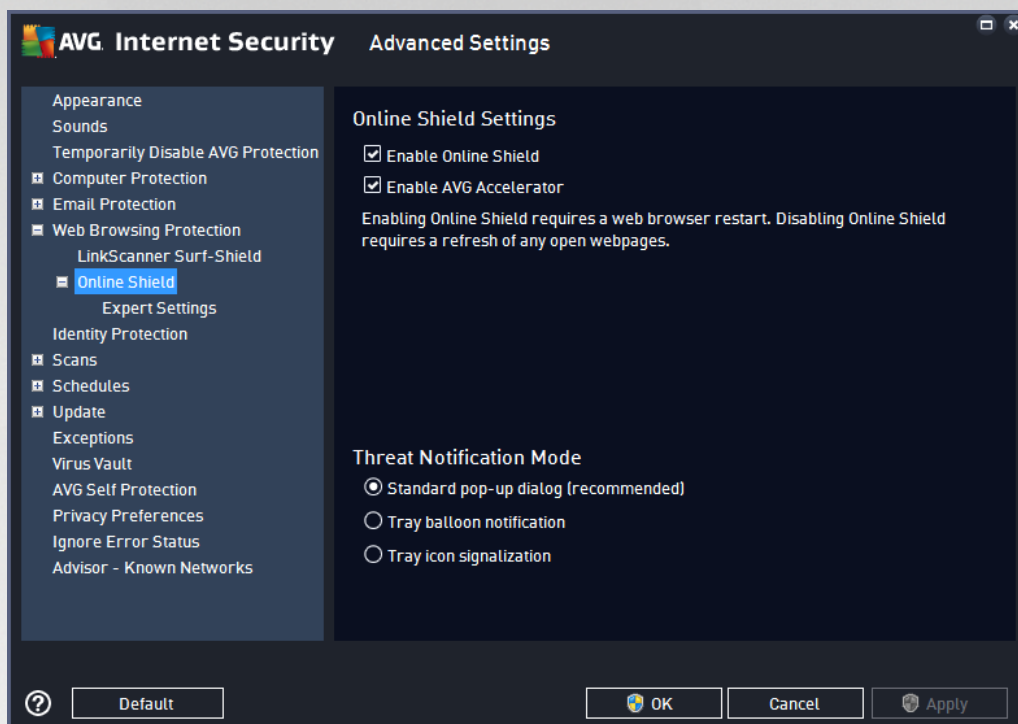 AVG. Internet Security Advanced Settings
Appearance
Sounds
Temporarily Disable AVG Protection
Computer Protection
Email Protection
Web Browsing Protection
LinkScanner Surf-Shield
Online Shield
Expert Settings
Identity Protection
Scans
Schedules
Update
Exceptions
Virus Vault
AVG Self Protection
Privacy Preferences
Ignore Error Status
Advisor - Known Networks
Online Shield Settings
Enable Online Shield
Enable AVG Accelerator
Enabling Online Shield requires a web browser restart. Disabling Online Shield
requires a refresh of any open webpages.
Threat Notification Mode
Standard pop-up dialog (recommended)
Tray balloon notification
Tray icon signalization
? Default OK Cancel Apply